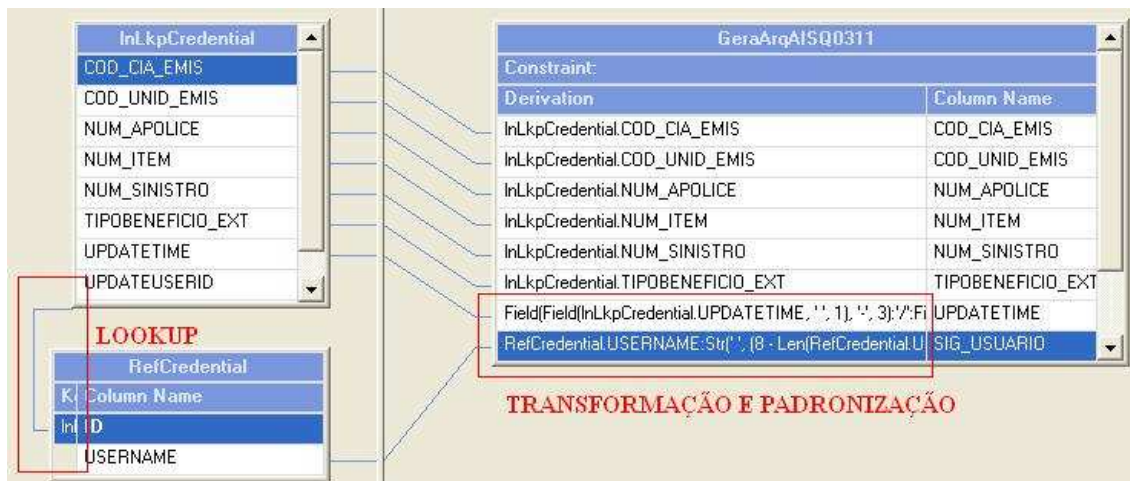 InLkpCredential
COD_CIA_EMIS
COD_UNID_EMIS
NUM_APOLICE
NUM_ITEM
NUM_SINISTRO
TIPOBENEFICIO_EXT
UPDATETIME
UPDATEUSERID
LOOKUP
RefCredential
K Column Name
Inl ID
USERNAME
GeraArqAISQ0311
Constraint:
Derivation Column Name
InLkpCredential.COD_CIA_EMIS COD_CIA_EMIS
InLkpCredential.COD_UNID_EMIS COD_UNID_EMIS
InLkpCredential.NUM_APOLICE NUM_APOLICE
InLkpCredential.NUM_ITEM NUM_ITEM
InLkpCredential.NUM_SINISTRO NUM_SINISTRO
InLkpCredential.TIPOBENEFICIO_EXT TIPOBENEFICIO_EXT
Field(Field(InLkpCredential.UPDATETIME, ' ', 1), '-', 3):'/':Fi UPDATETIME
RefCredential.USERNAME:Str(' ', (8 - Len(RefCredential.U SIG_USUARIO
TRANSFORMAÇÃO E PADRONIZAÇÃO